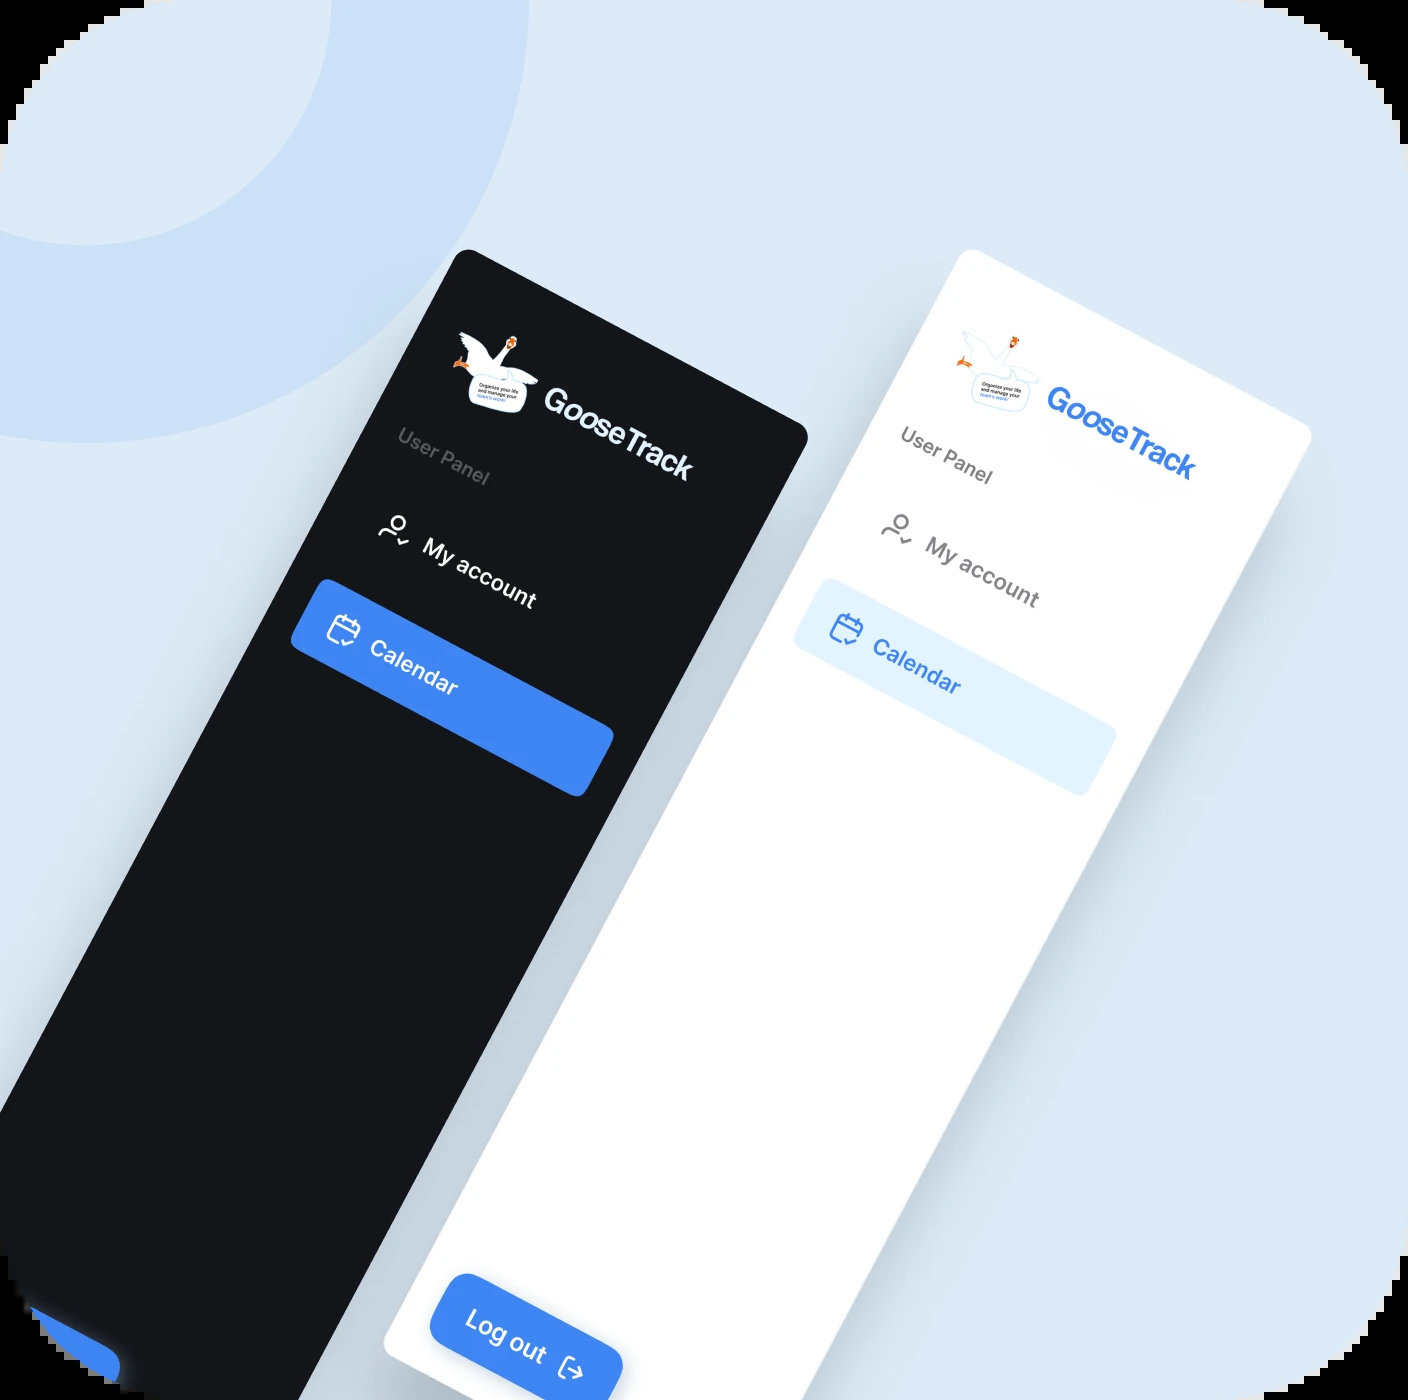 Organize your life
and manage your
team's work!
GooseTrack
User Panel
My account
Calendar
Organize your life
and manage your
team's work!
GooseTrack
User Panel
My account
Calendar
Log out